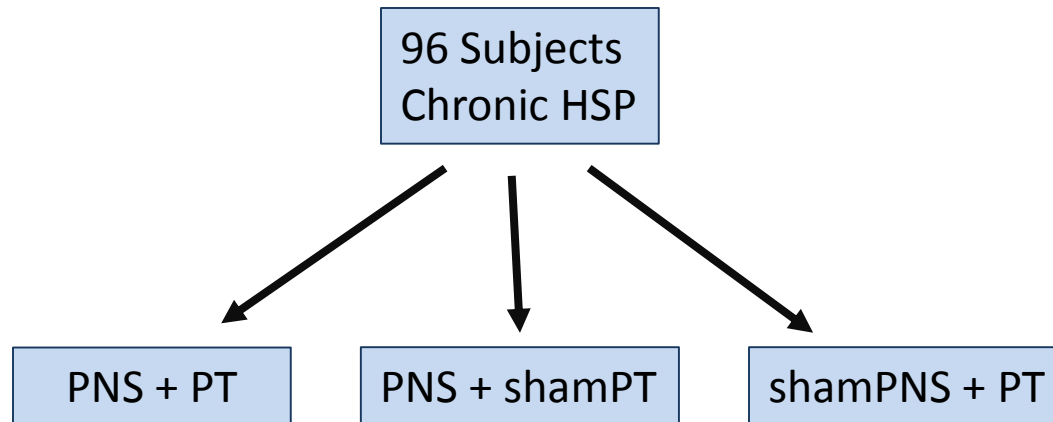 96 Subjects
Chronic HSP
PNS + PT
PNS + shamPT
shamPNS + PT